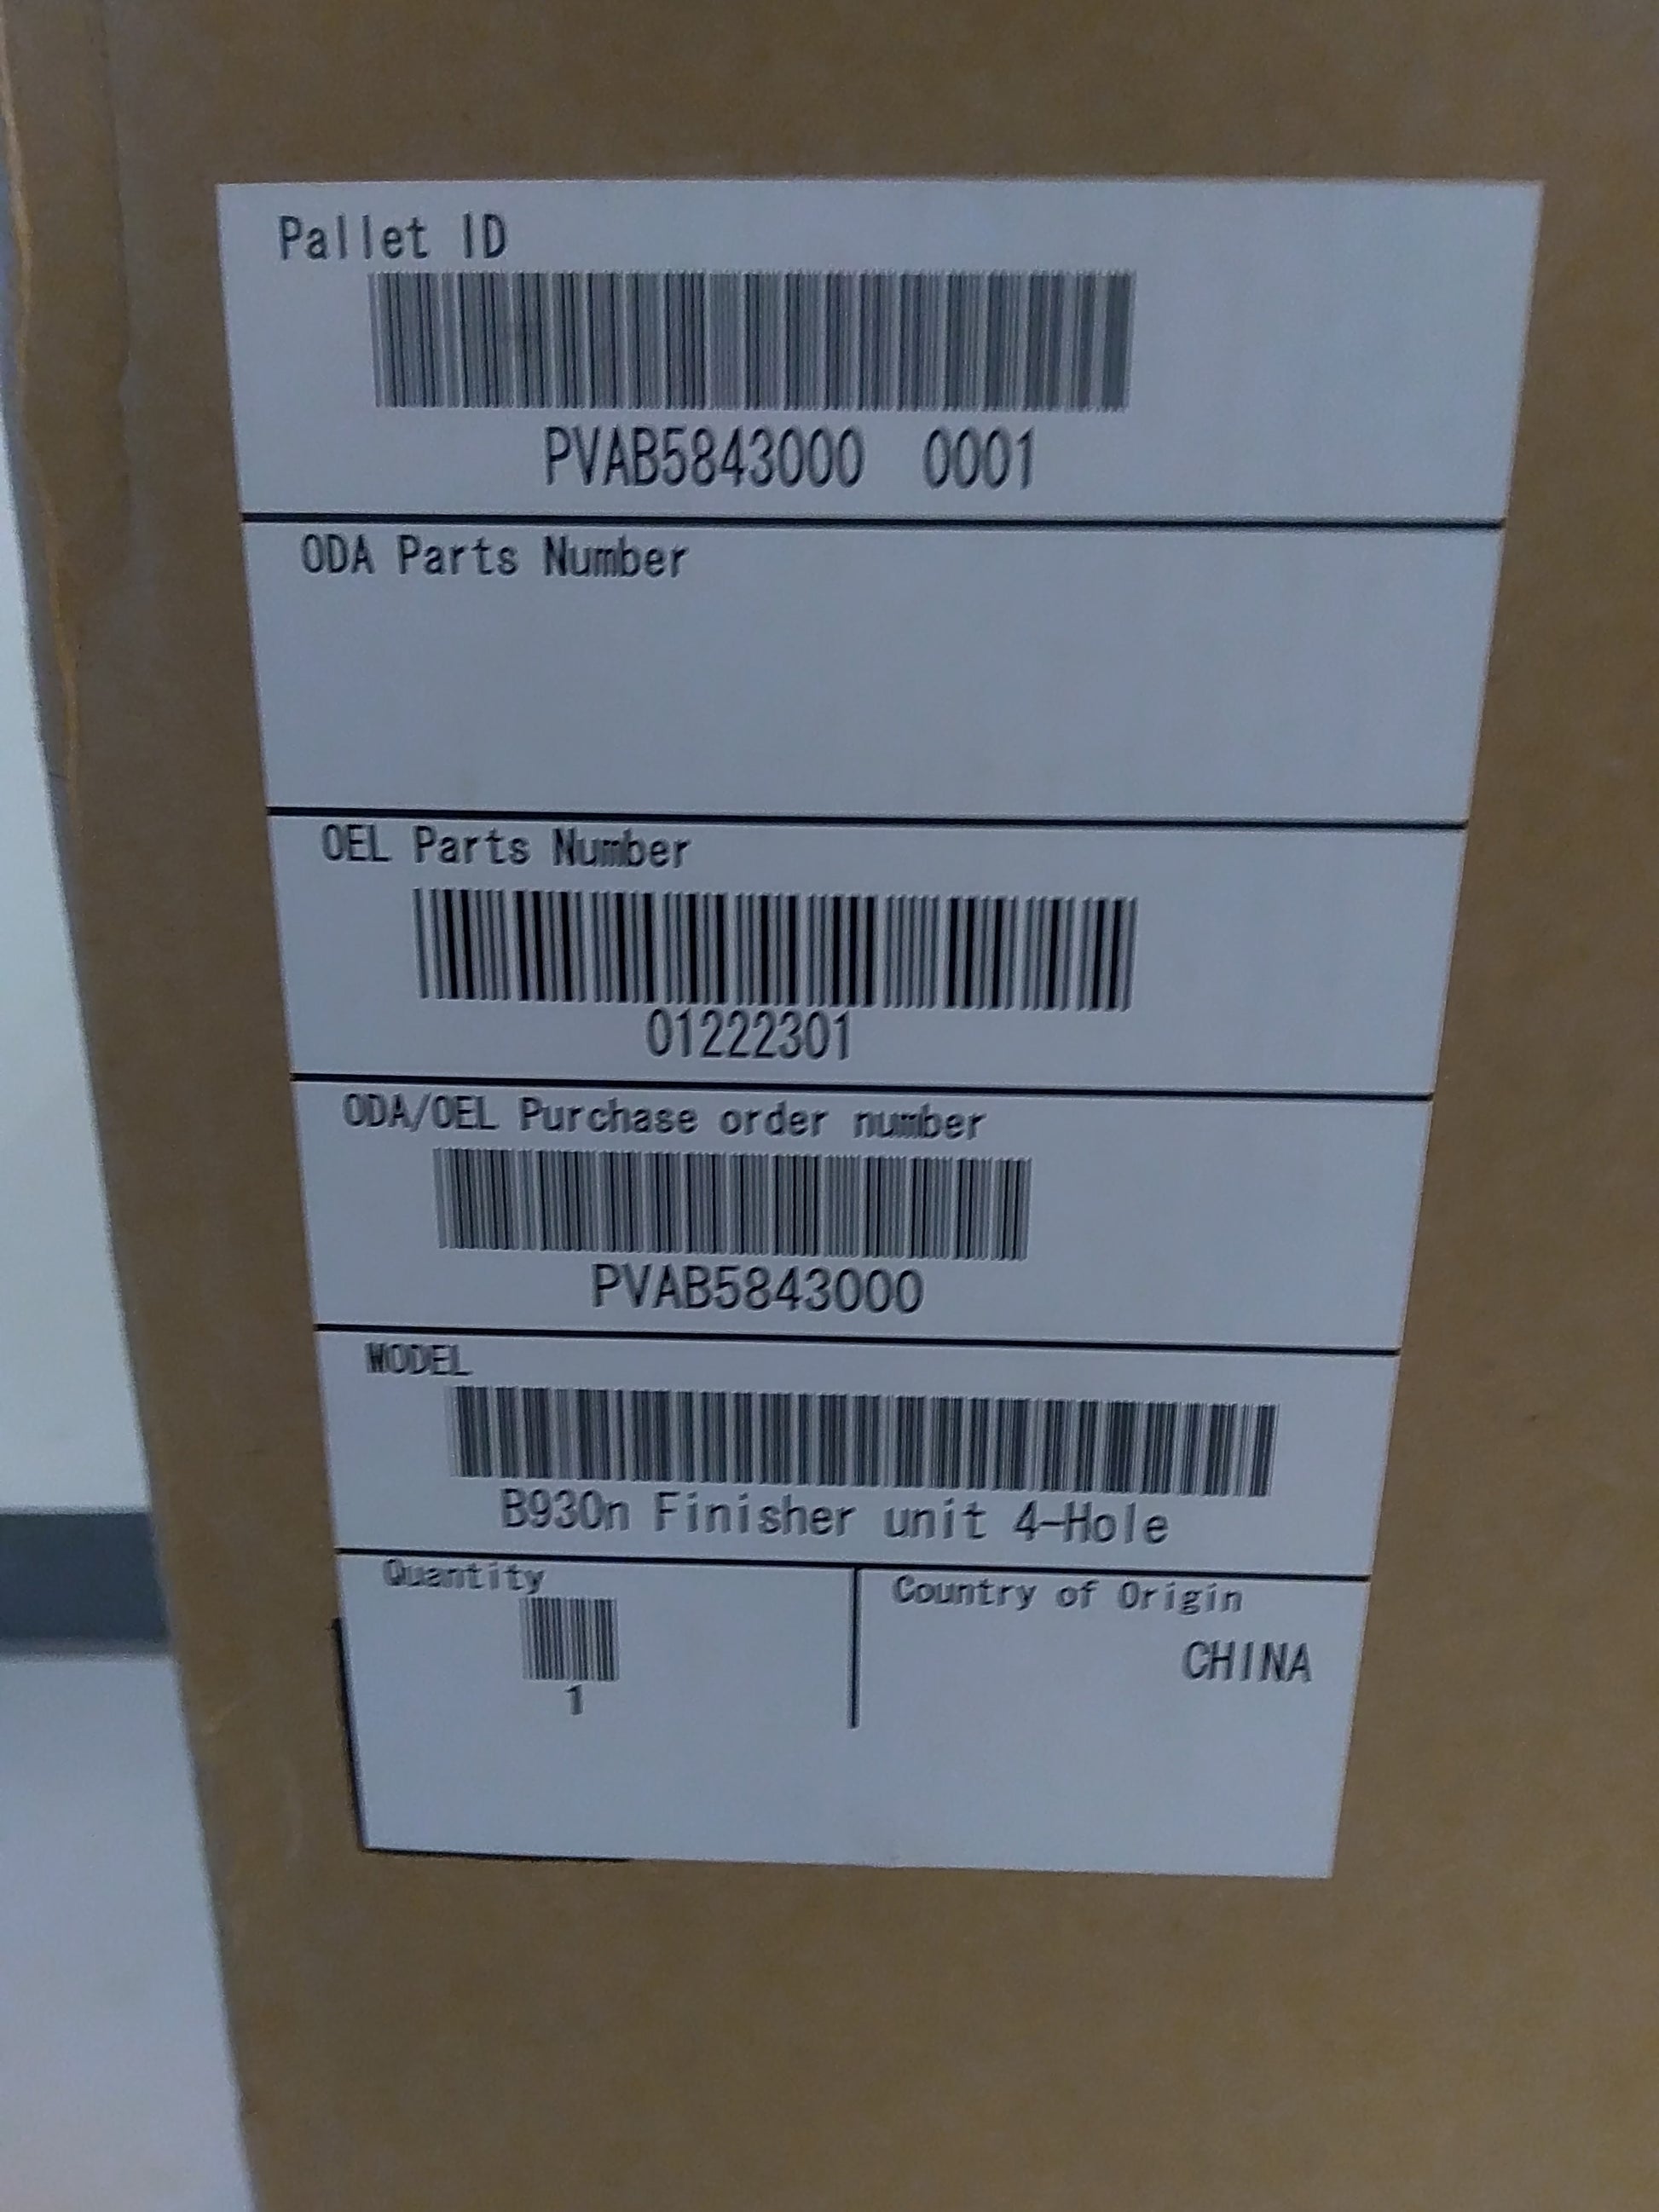 Pallet ID
PVAB5843000 0001
ODA Parts Number
OEL Parts Number
01222301
ODA/OEL Purchase order number
PVAB5843000
MODEL
B930n Finisher unit 4-Hole
Quantity
1
Country of Origin
CHINA